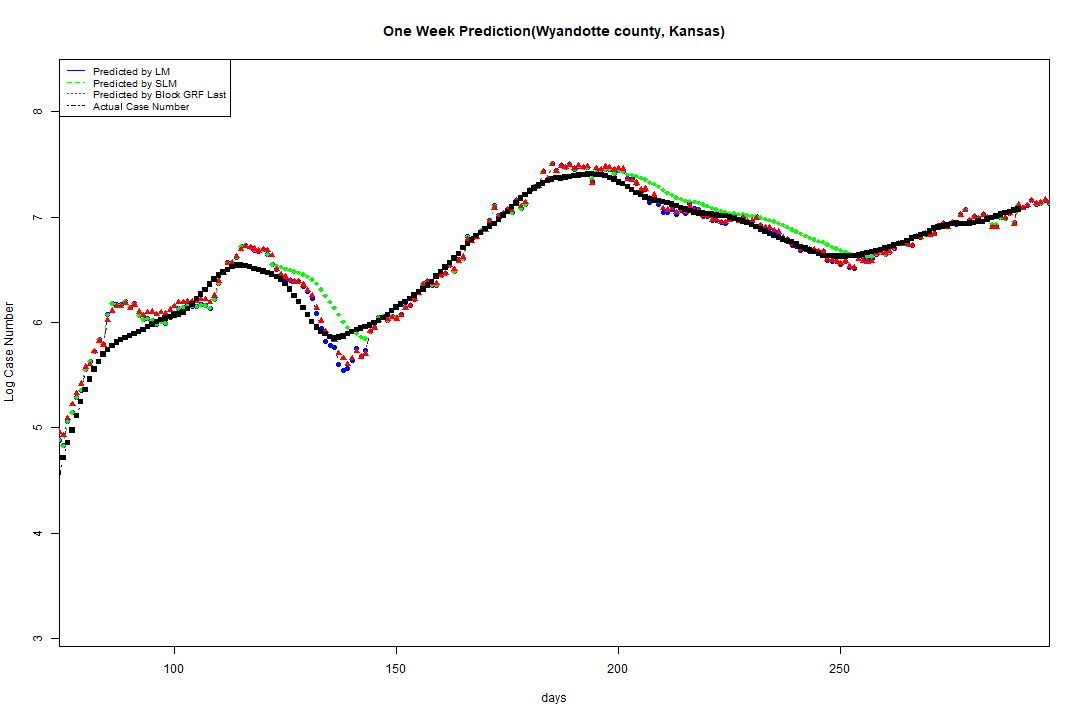 One Week Prediction(Wyandotte county, Kansas)
Predicted by LM
Predicted by SLM
Predicted by Block GRF Last
Actual Case Number
8
7
6
5
4
3
Log Case Number
100 150 200 250
days